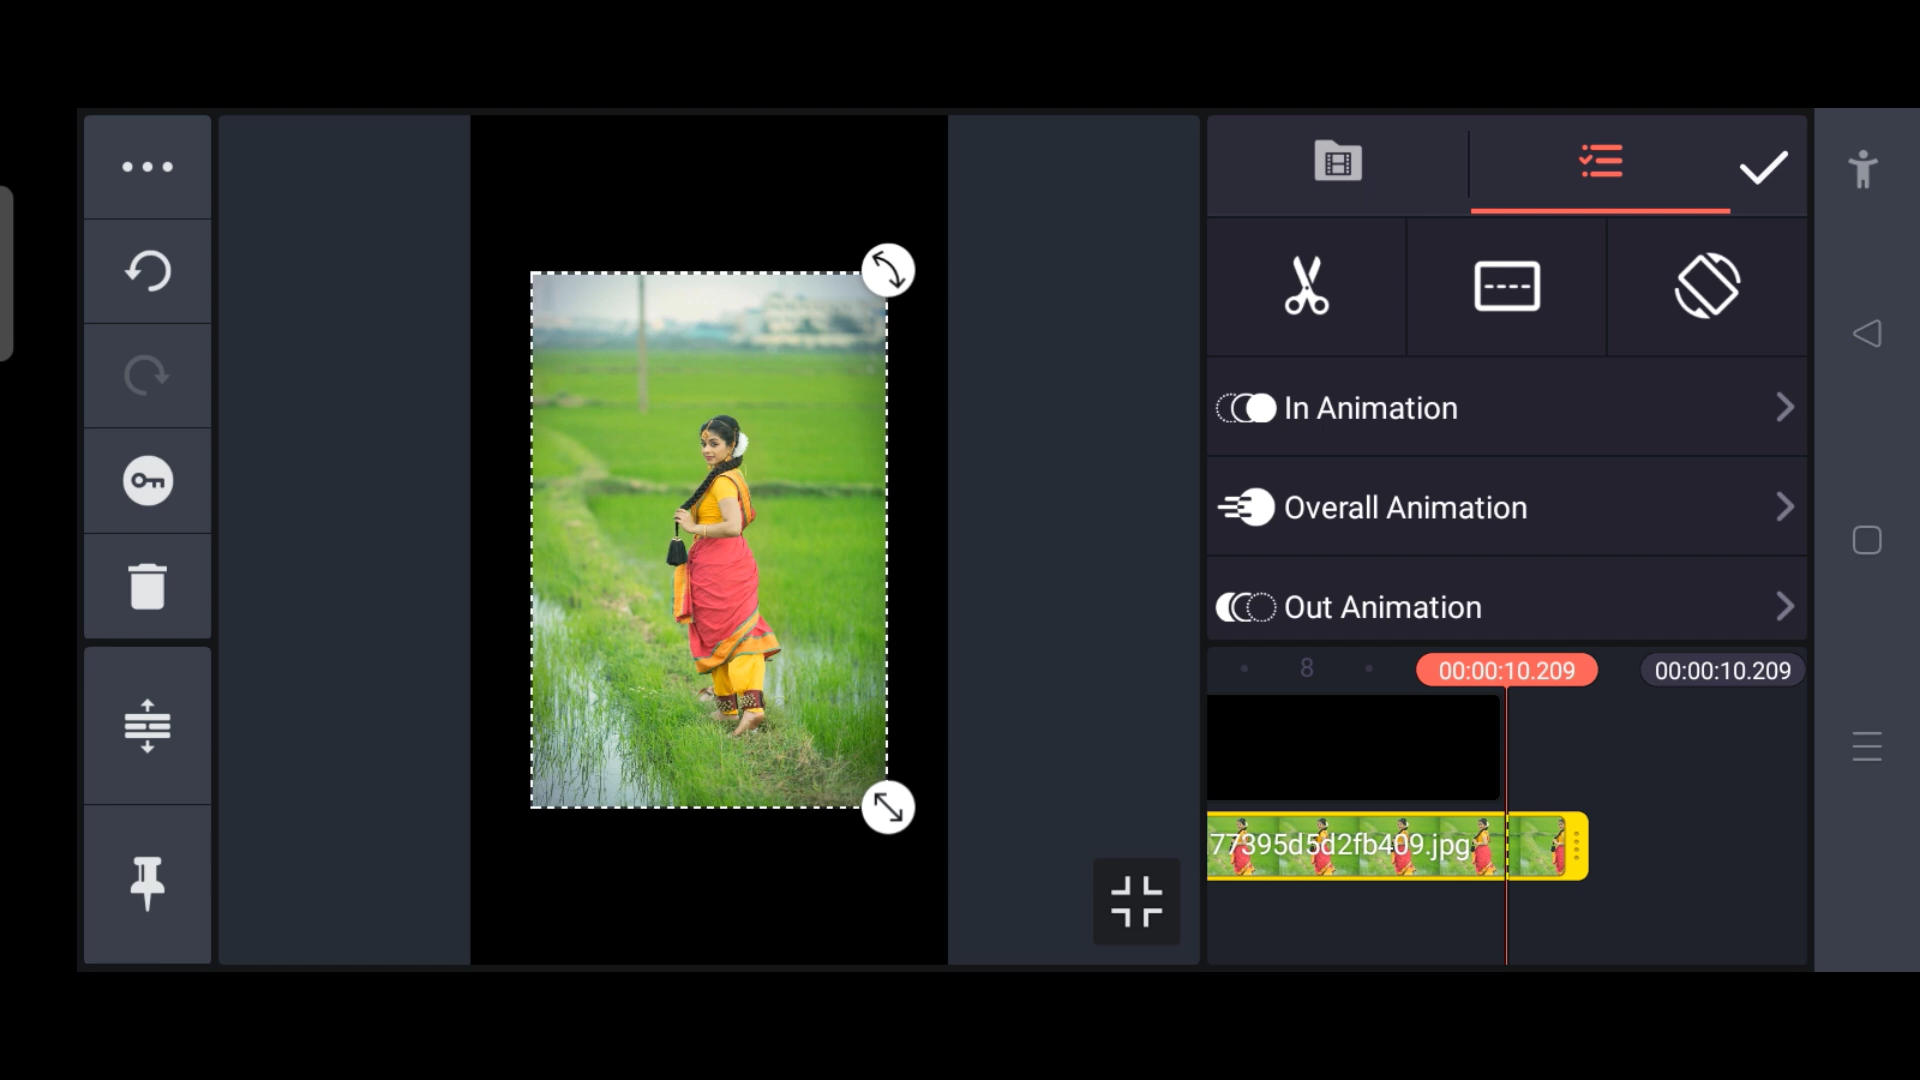 In Animation
Overall Animation
Out Animation
8
00:00:10.209
00:00:10.209
77395d5d2fb409.jpg